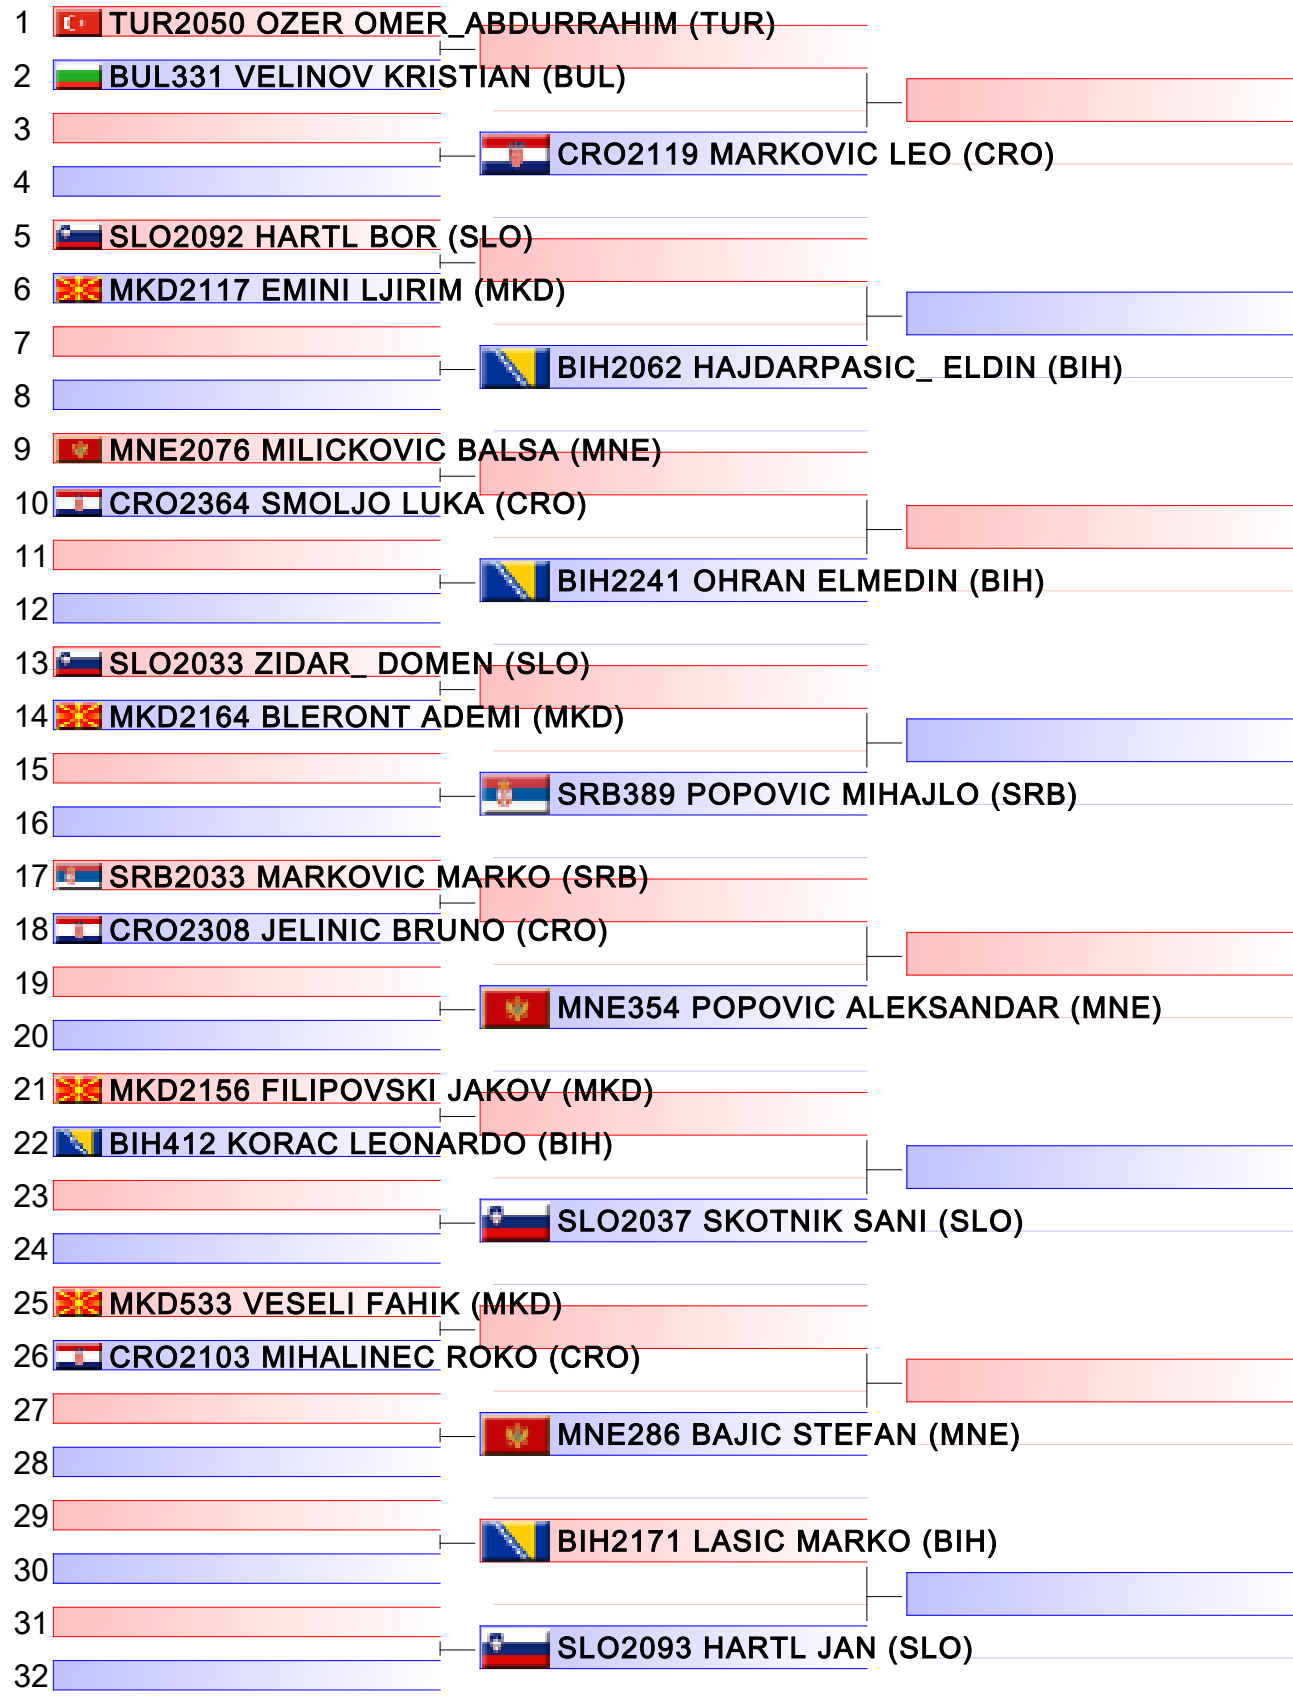 1 TUR2050 OZER OMER_ABDURRAHIM (TUR)
2 BUL331 VELINOV KRISTIAN (BUL)
3
CRO2119 MARKOVIC LEO (CRO)
4
5 SLO2092 HARTL BOR (SLO)
6 MKD2117 EMINI LJIRIM (MKD)
7
BIH2062 HAJDARPASIC_ ELDIN (BIH)
8
9 MNE2076 MILICKOVIC BALSA (MNE)
10 CRO2364 SMOLJO LUKA (CRO)
11
BIH2241 OHRAN ELMEDIN (BIH)
12
13 SLO2033 ZIDAR_ DOMEN (SLO)
14 MKD2164 BLERONT ADEMI (MKD)
15
SRB389 POPOVIC MIHAJLO (SRB)
16
17 SRB2033 MARKOVIC MARKO (SRB)
18 CRO2308 JELINIC BRUNO (CRO)
19
MNE354 POPOVIC ALEKSANDAR (MNE)
20
21 MKD2156 FILIPOVSKI JAKOV (MKD)
22 BIH412 KORAC LEONARDO (BIH)
23
SLO2037 SKOTNIK SANI (SLO)
24
25 MKD533 VESELI FAHIK (MKD)
26 CRO2103 MIHALINEC ROKO (CRO)
27
MNE286 BAJIC STEFAN (MNE)
28
29
BIH2171 LASIC MARKO (BIH)
30
31
SLO2093 HARTL JAN (SLO)
32